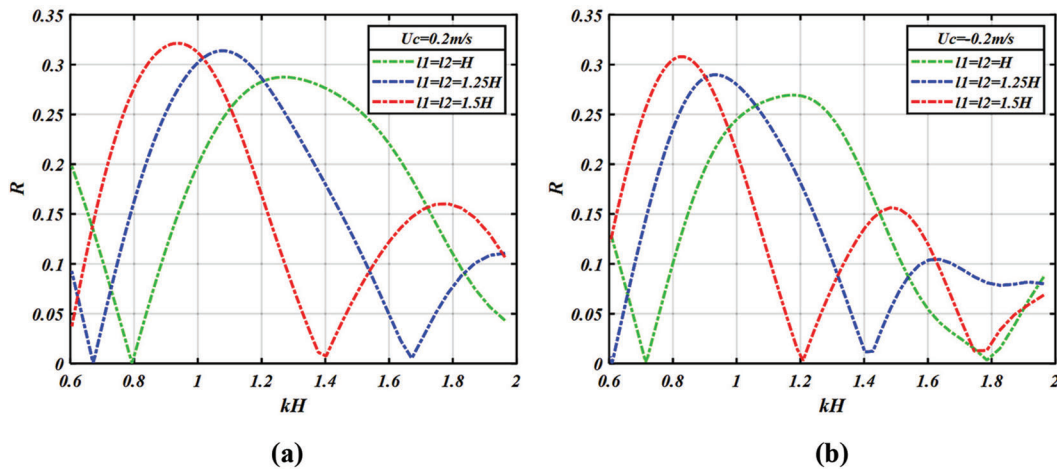 0.35
0.3
0.25
0.2
0.15
0.1
0.05
0
R
0.6 0.8 1 1.2 1.4 1.6 1.8 2
kH
Uc=0.2m/s
l1=l2=H
l1=l2=1.25H
l1=l2=1.5H
(a)
0.35
0.3
0.25
0.2
0.15
0.1
0.05
0
R
0.6 0.8 1 1.2 1.4 1.6 1.8 2
kH
Uc=-0.2m/s
l1=l2=H
l1=l2=1.25H
l1=l2=1.5H
(b)